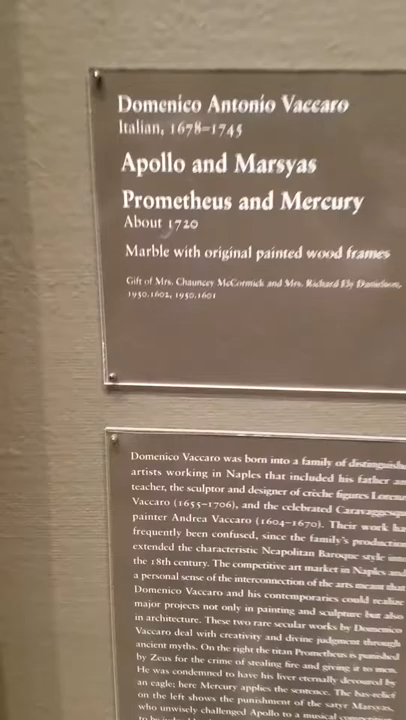 Domenico Antonio Vaccaro
Italian, 1678–1745
Apollo and Marsyas
Prometheus and Mercury
About 1720
Marble with original painted wood frames
Gift of Mrs. Chauncey McCormick and Mrs. Richard Ely Danielson,
1950.1602, 1950.1601
Domenico Vaccaro was born into a family of
artists working in Naples that included his father
teacher, the sculptor and designer of crèche figures
Vaccaro (1655–1706), and the celebrated
painter Andrea Vaccaro (1604–1670). Their work
frequently been confused, since the family's production
extended the characteristic Neapolitan Baroque style
the 18th century. The competitive art market in Naples
a personal sense of the interconnection of the arts meant that
Domenico Vaccaro and his contemporaries could realize
major projects not only in painting and sculpture but also
in architecture. These two rare secular works by Domenico
Vaccaro deal with creativity and divine judgment through
ancient myths. On the right the titan Prometheus is punished
by Zeus for the crime of stealing fire and giving it to men.
He was condemned to have his liver eternally devoured by
an eagle; here Mercury applies the sentence. The bas-relief
on the left shows the punishment of the satyr Marsyas,
who unwisely challenged Apollo to a musical